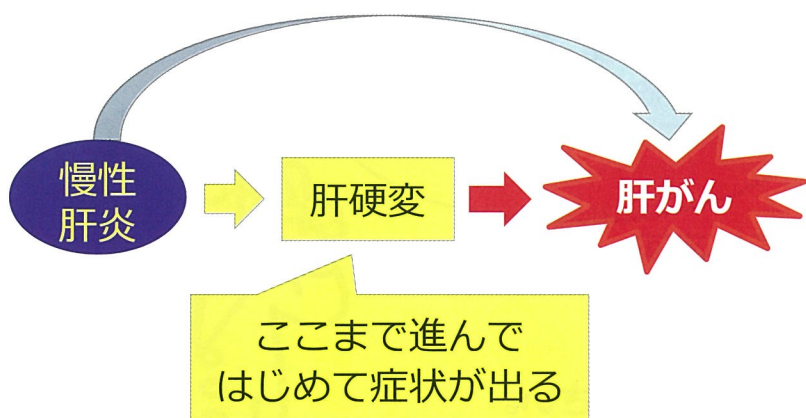 慢性
肝炎
肝硬変
肝がん
ここまで進んで
はじめて症状が出る